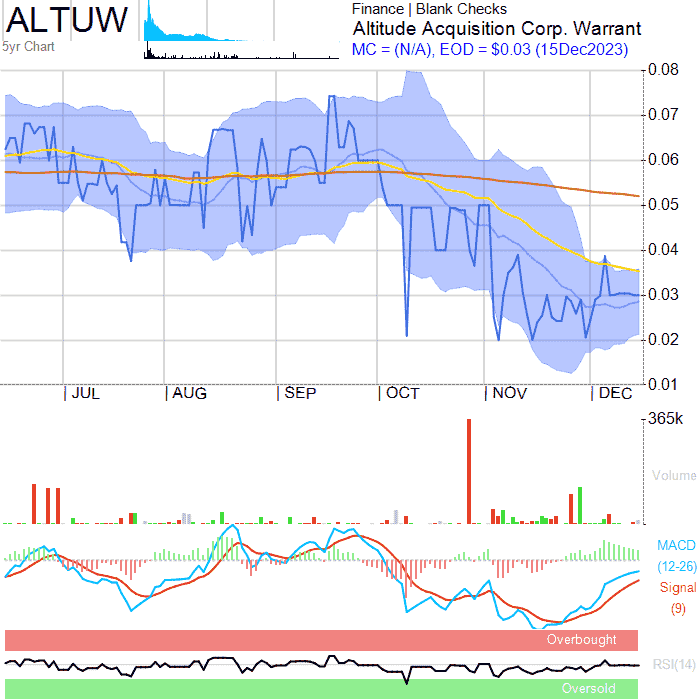 ALTUW
5yr Chart
Finance | Blank Checks
Altitude Acquisition Corp. Warrant
MC = (N/A), EOD = $0.03 (15Dec2023)
0.08
0.07
0.06
0.05
0.04
0.03
0.02
0.01
| JUL | AUG | SEP | OCT | NOV | DEC
365k
Volume
MACD
(12-26)
Signal
(9)
Overbought
RSI(14)
Oversold